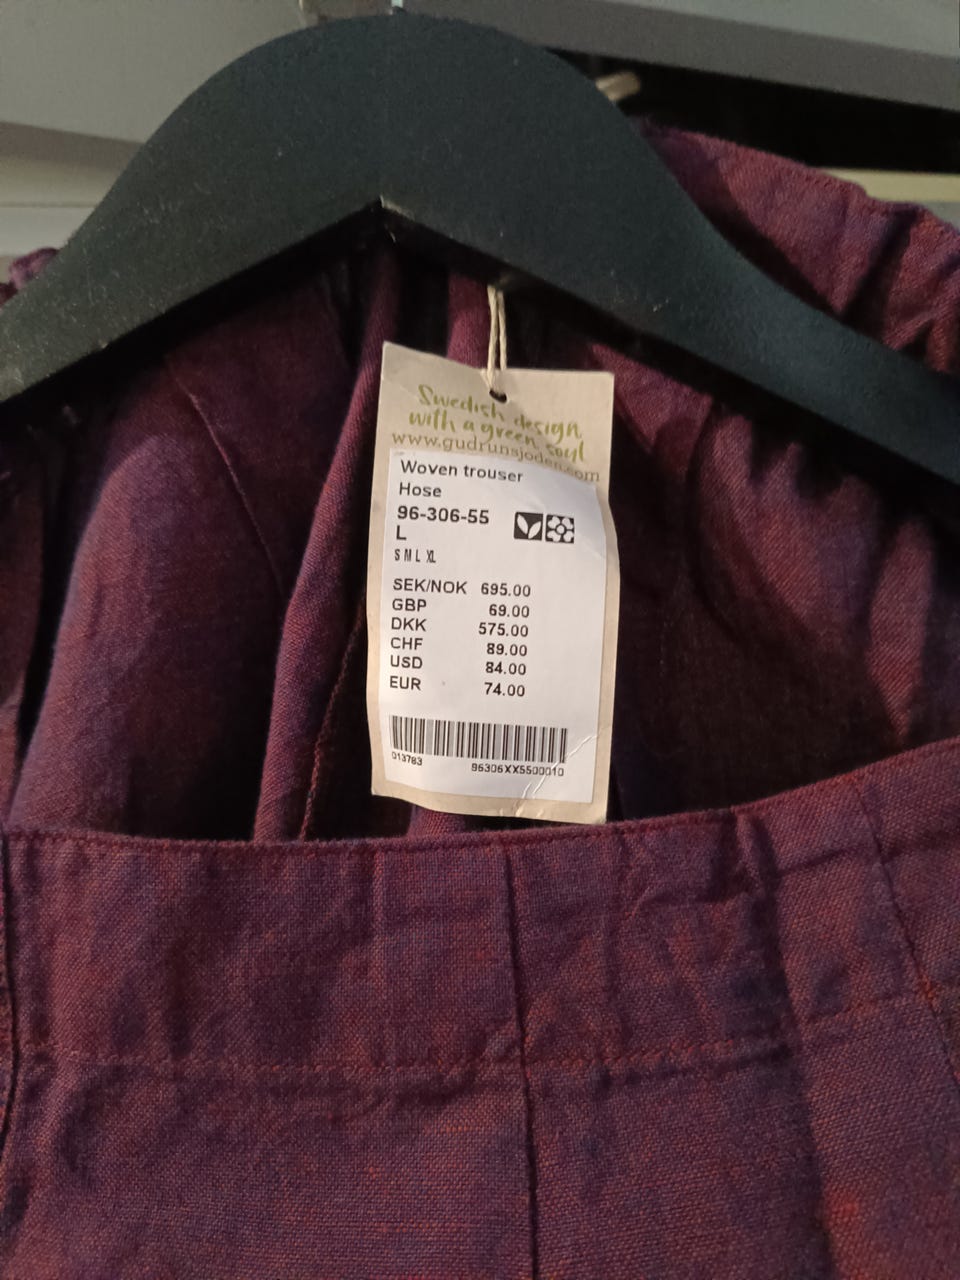 Swedish design
with a green soul
www.gudrunsjoden.com
Woven trouser
Hose
96-306-55
L
S M L XL
SEK/NOK 695.00
GBP 69.00
DKK 575.00
CHF 89.00
USD 84.00
EUR 74.00
013783 96306XX5500010